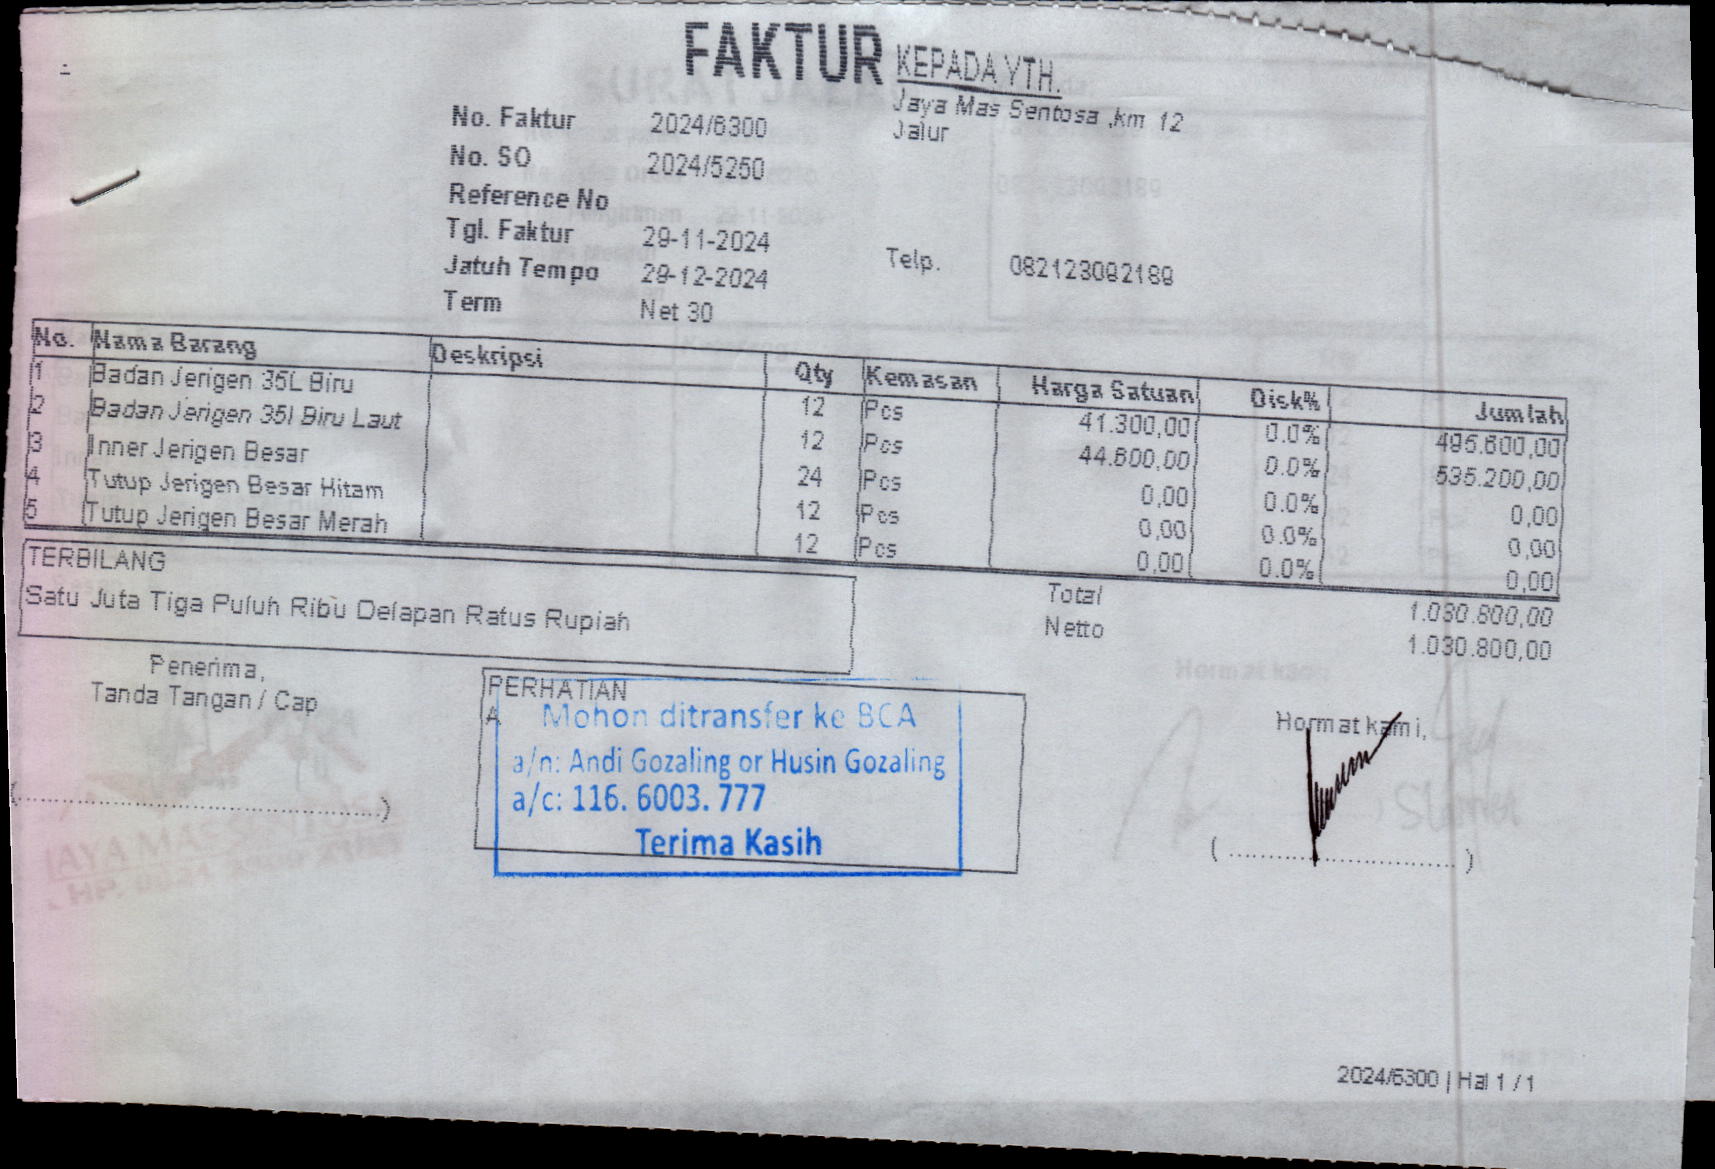 FAKTUR
KEPADA YTH.
Jaya Mas Sentosa ,km 12
Jalur
No. Faktur 2024/6300
No. SO 2024/5250
Reference No
Tgl. Faktur 29-11-2024
Jatuh Tempo 29-12-2024
Term Net 30
Telp. 082123092189
No. Nama Barang Deskripsi Qty Kemasan Harga Satuan Disk% Jumlah
1 Badan Jerigen 35L Biru 12 Pcs 41.300,00 0.0% 495.600,00
2 Badan Jerigen 35l Biru Laut 12 Pcs 44.600,00 0.0% 535.200,00
3 Inner Jerigen Besar 24 Pcs 0,00 0.0% 0,00
4 Tutup Jerigen Besar Hitam 12 Pcs 0,00 0.0% 0,00
5 Tutup Jerigen Besar Merah 12 Pcs 0,00 0.0% 0,00
TERBILANG
Satu Juta Tiga Puluh Ribu Delapan Ratus Rupiah
Total 1.030.800,00
Netto 1.030.800,00
Penerima,
Tanda Tangan / Cap
PERHATIAN
A
Mohon ditransfer ke BCA
a/n: Andi Gozaling or Husin Gozaling
a/c: 116. 6003. 777
Terima Kasih
Hormat kami,
JAYA MAS SENTOSA
2024/6300 | Hal 1 / 1